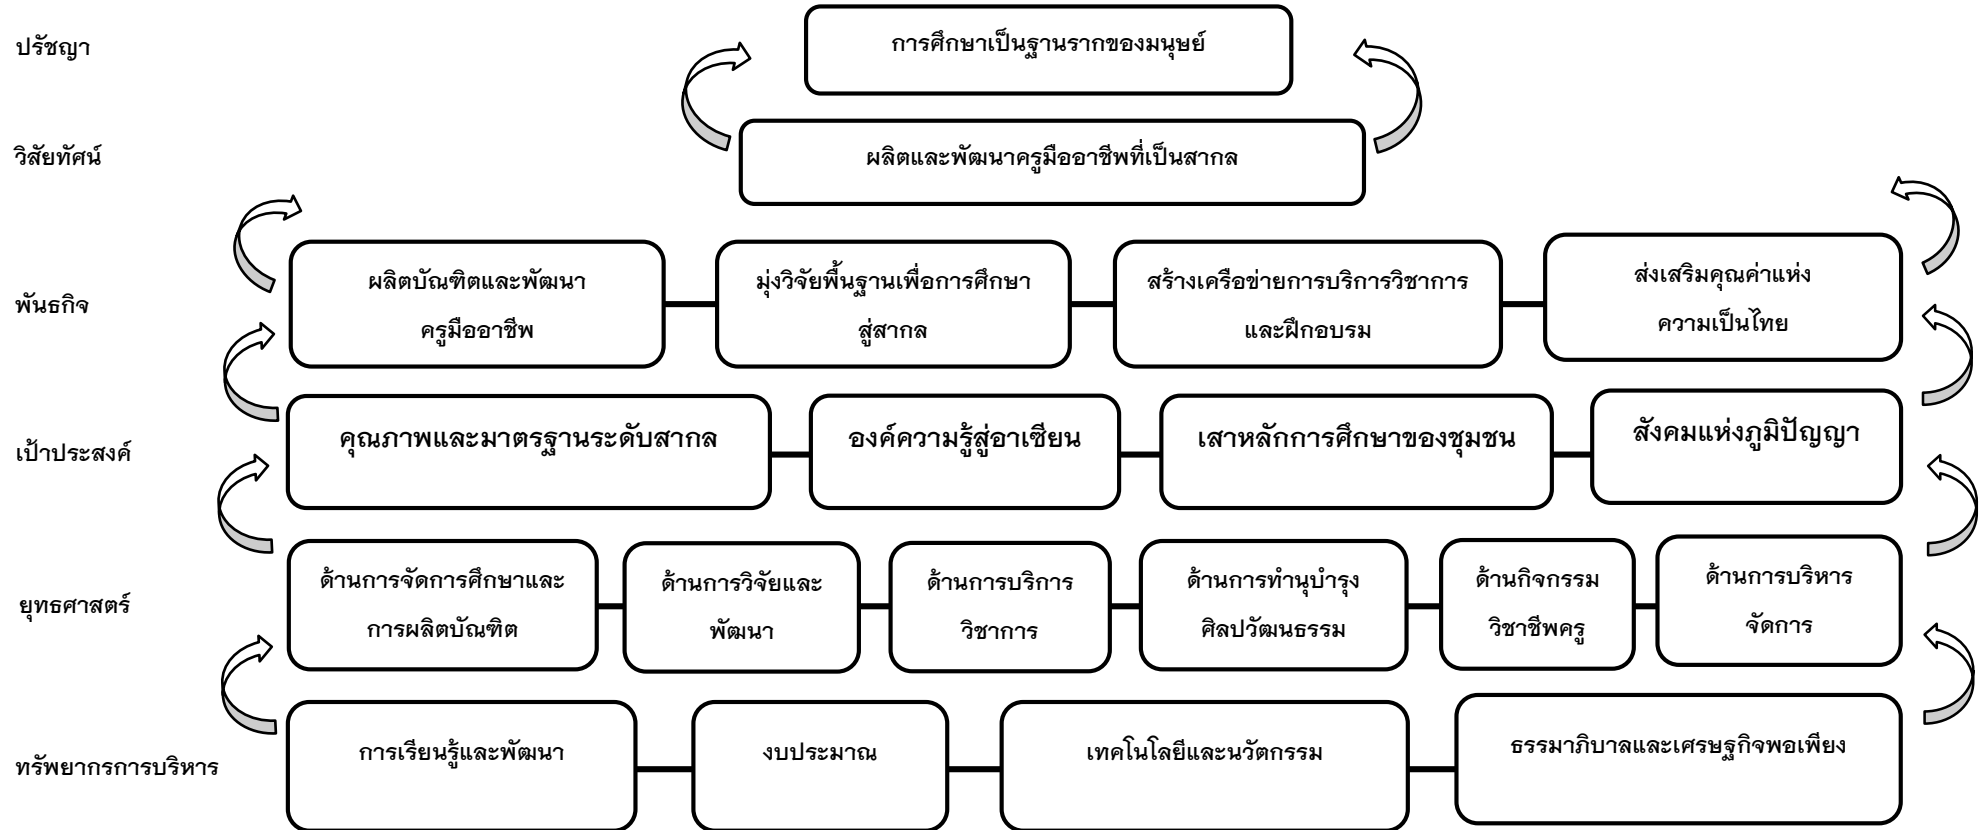 ปรัชญา
การศึกษาเป็นฐานรากของมนุษย์
วิสัยทัศน์
ผลิตและพัฒนาครูมืออาชีพที่เป็นสากล
พันธกิจ
ผลิตบัณฑิตและพัฒนา
ครูมืออาชีพ
มุ่งวิจัยพื้นฐานเพื่อการศึกษา
สู่สากล
สร้างเครือข่ายการบริการวิชาการ
และฝึกอบรม
ส่งเสริมคุณค่าแห่ง
ความเป็นไทย
เป้าประสงค์
คุณภาพและมาตรฐานระดับสากล
องค์ความรู้สู่อาเซียน
เสาหลักการศึกษาของชุมชน
สังคมแห่งภูมิปัญญา
ยุทธศาสตร์
ด้านการจัดการศึกษาและ
การผลิตบัณฑิต
ด้านการวิจัยและ
พัฒนา
ด้านการบริการ
วิชาการ
ด้านการทำนุบำรุง
ศิลปวัฒนธรรม
ด้านกิจกรรม
วิชาชีพครู
ด้านการบริหาร
จัดการ
ทรัพยากรการบริหาร
การเรียนรู้และพัฒนา
งบประมาณ
เทคโนโลยีและนวัตกรรม
ธรรมาภิบาลและเศรษฐกิจพอเพียง